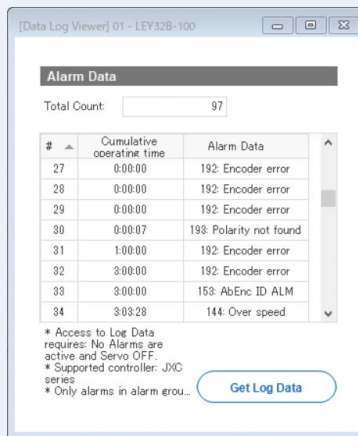 [Data Log Viewer] 01 - LEY32B-100
Alarm Data
Total Count: 97
# Cumulative operating time Alarm Data
27 0:00:00 192: Encoder error
28 0:00:00 192: Encoder error
29 0:00:00 192: Encoder error
30 0:00:07 193: Polarity not found
31 1:00:00 192: Encoder error
32 3:00:00 192: Encoder error
33 3:00:00 153: AbEnc ID ALM
34 3:03:28 144: Over speed
* Access to Log Data
requires: No Alarms are
active and Servo OFF.
* Supported controller: JXC
series
* Only alarms in alarm grou...
Get Log Data